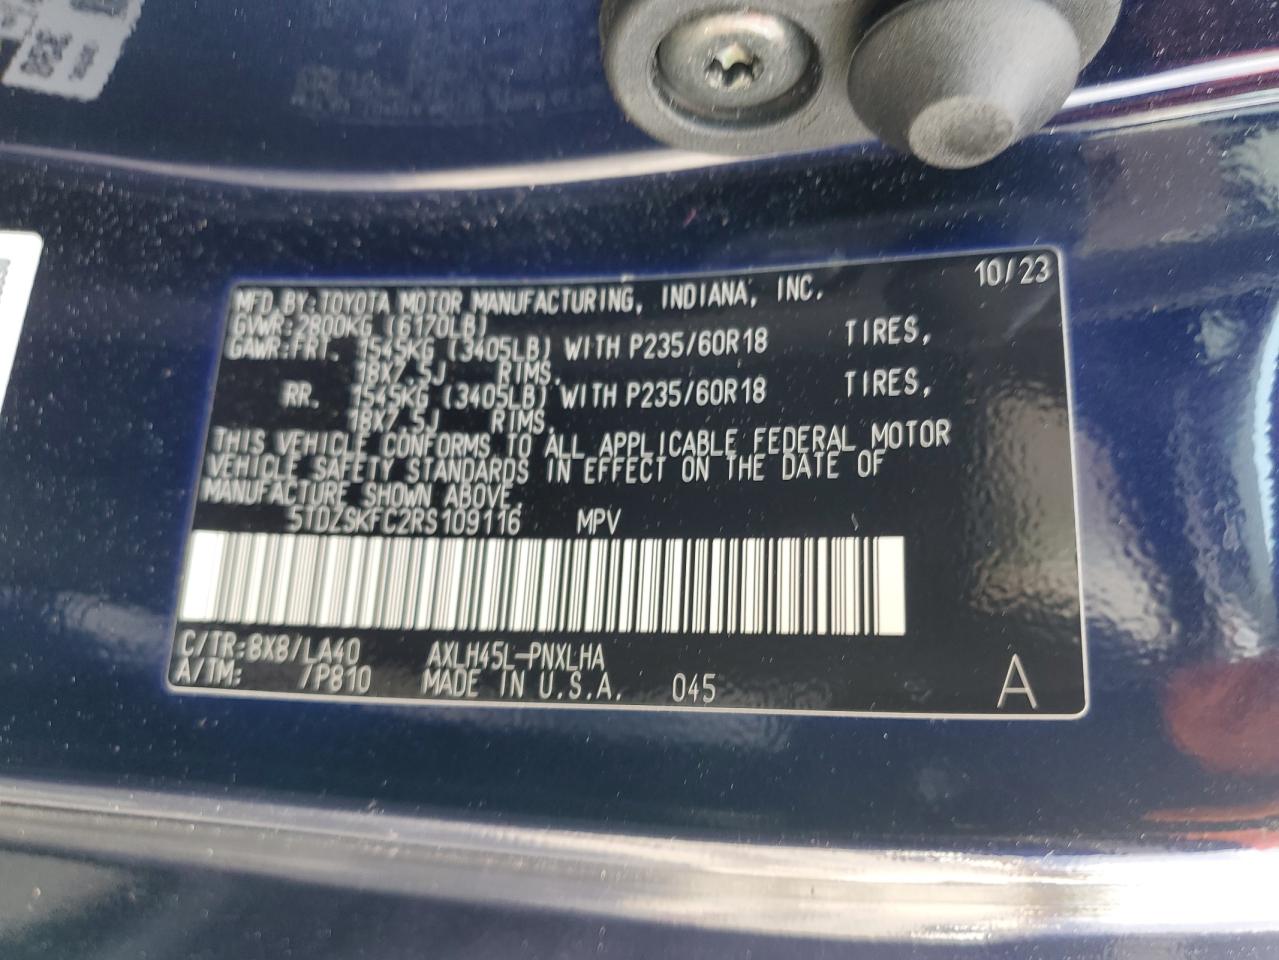 MFD.BY:TOYOTA MOTOR MANUFACTURING, INDIANA, INC. 10/23
GVWR:2800KG (6170LB)
GAWR:FRT. 1545KG (3405LB) WITH P235/60R18 TIRES,
18X7.5J RIMS,
RR. 1545KG (3405LB) WITH P235/60R18 TIRES,
18X7.5J RIMS.
THIS VEHICLE CONFORMS TO ALL APPLICABLE FEDERAL MOTOR
VEHICLE SAFETY STANDARDS IN EFFECT ON THE DATE OF
MANUFACTURE SHOWN ABOVE.
5TDZSKFC2RS109116 MPV
C/TR:8X8/LA40 AXLH45L-PNXLHA
A/TM: /P810 MADE IN U.S.A. 045 A